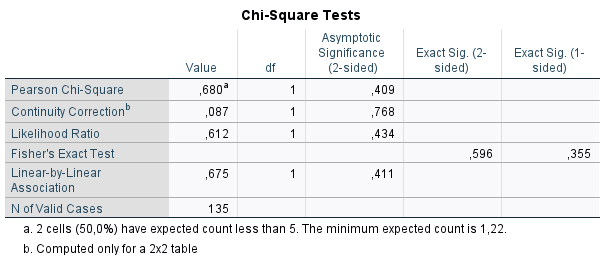 Chi-Square Tests
Value df Asymptotic Significance (2-sided) Exact Sig. (2-sided) Exact Sig. (1-sided)
Pearson Chi-Square ,680a 1 ,409
Continuity Correctionb ,087 1 ,768
Likelihood Ratio ,612 1 ,434
Fisher's Exact Test ,596 ,355
Linear-by-Linear Association ,675 1 ,411
N of Valid Cases 135
a. 2 cells (50,0%) have expected count less than 5. The minimum expected count is 1,22.
b. Computed only for a 2x2 table